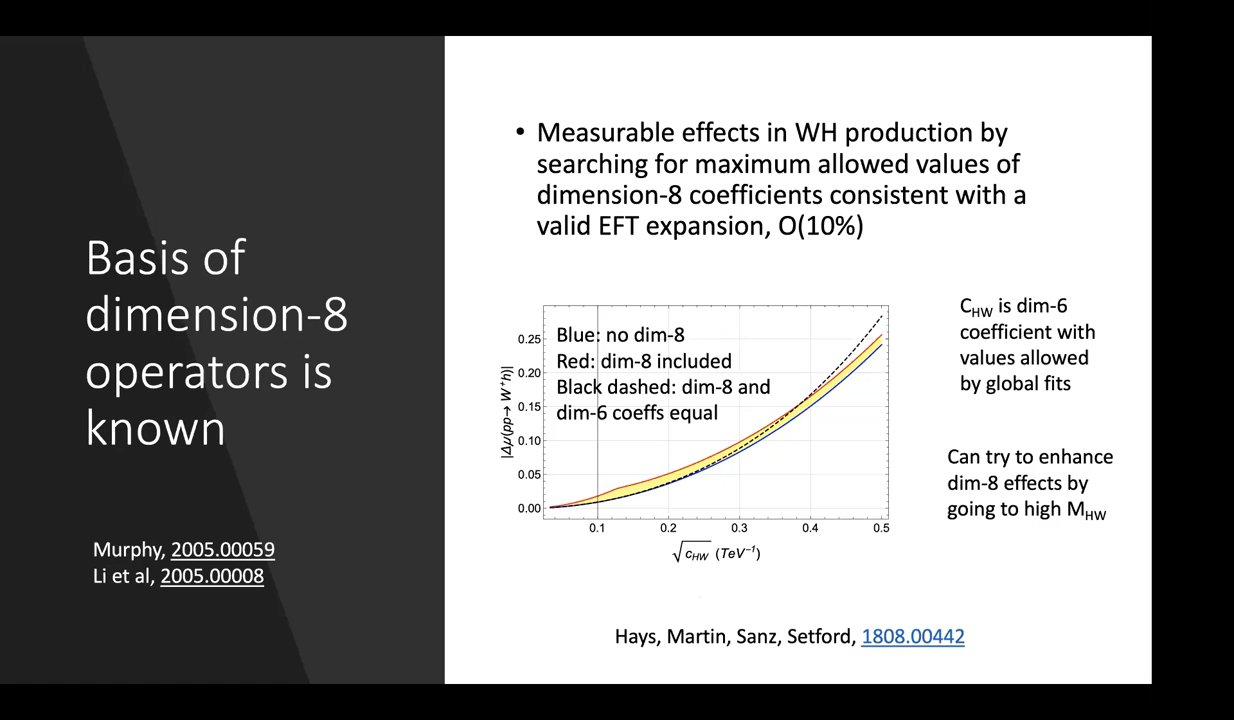 Basis of
dimension-8
operators is
known
Murphy, 2005.00059
Li et al, 2005.00008
• Measurable effects in WH production by
searching for maximum allowed values of
dimension-8 coefficients consistent with a
valid EFT expansion, O(10%)
Blue: no dim-8
Red: dim-8 included
Black dashed: dim-8 and
dim-6 coeffs equal
|Δμ(pp→ W⁺h)|
0.25
0.20
0.15
0.10
0.05
0.00
0.1 0.2 0.3 0.4 0.5
√c_HW (TeV⁻¹)
C_HW is dim-6
coefficient with
values allowed
by global fits
Can try to enhance
dim-8 effects by
going to high M_HW
Hays, Martin, Sanz, Setford, 1808.00442